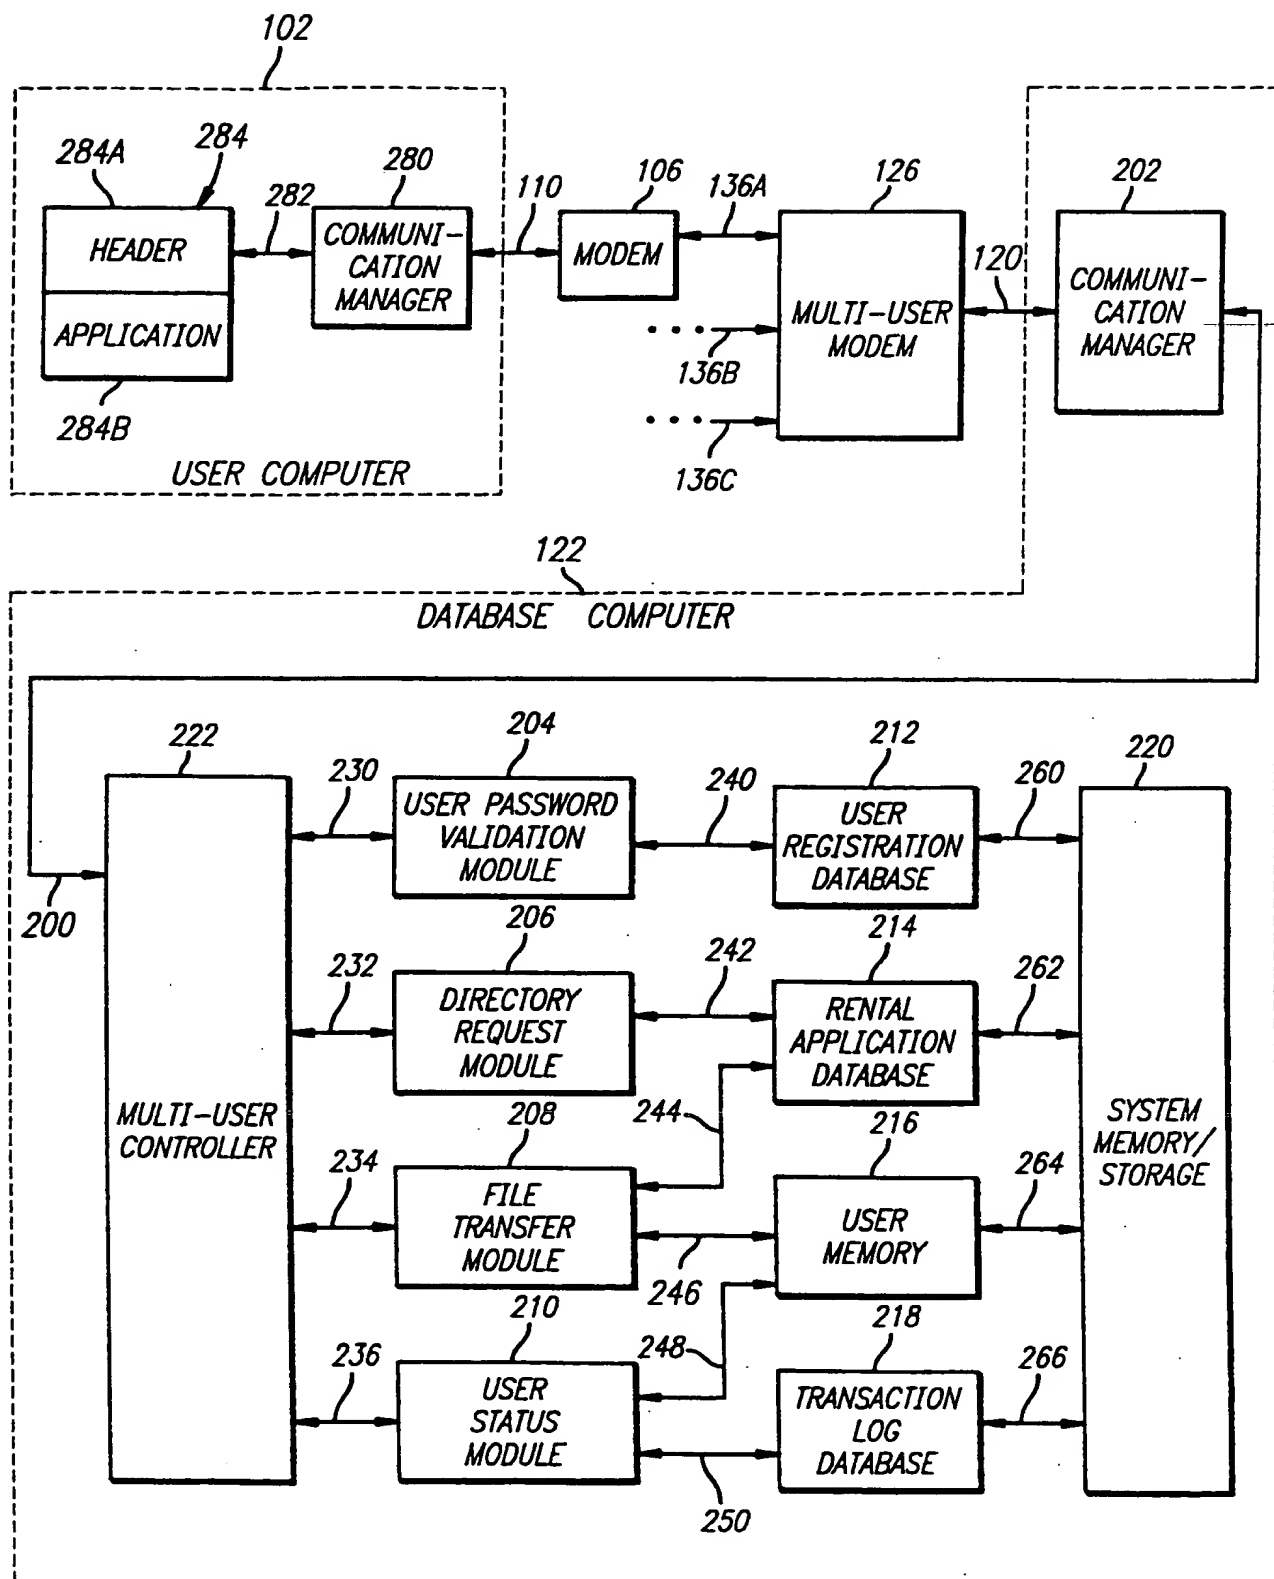 102
284A
284
282
280
110
106
136A
126
120
202
HEADER
APPLICATION
284B
COMMUNI-
CATION
MANAGER
MODEM
MULTI-USER
MODEM
136B
136C
COMMUNI-
CATION
MANAGER
USER COMPUTER
122
DATABASE COMPUTER
200
222
MULTI-USER
CONTROLLER
230
204
USER PASSWORD
VALIDATION
MODULE
240
212
USER
REGISTRATION
DATABASE
260
220
SYSTEM
MEMORY/
STORAGE
232
206
DIRECTORY
REQUEST
MODULE
242
214
RENTAL
APPLICATION
DATABASE
262
234
208
FILE
TRANSFER
MODULE
244
246
216
USER
MEMORY
264
236
210
USER
STATUS
MODULE
248
250
218
TRANSACTION
LOG
DATABASE
266